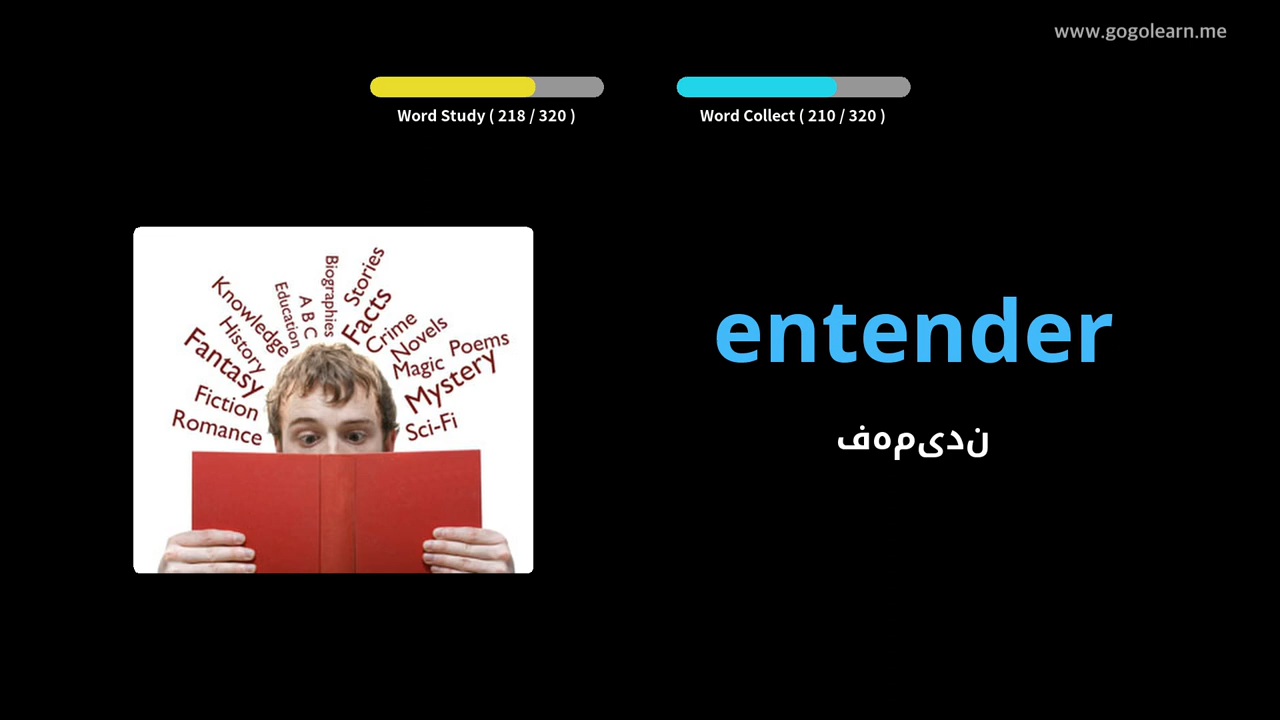 www.gogolearn.me
Word Study ( 218 / 320 )
Word Collect ( 210 / 320 )
Romance
Fiction
Fantasy
History
Knowledge
Education
A B C
Biographies
Stories
Facts
Crime
Novels
Magic
Poems
Mystery
Sci-Fi
entender
فهمیدن